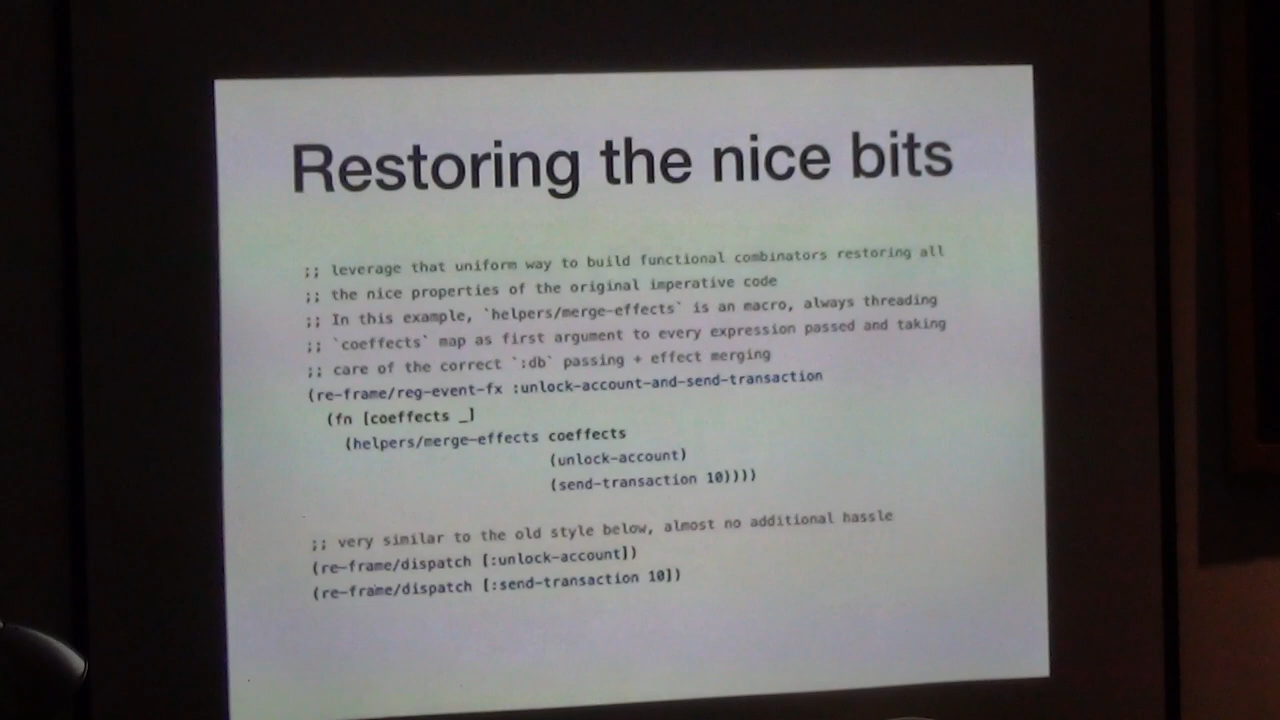 Restoring the nice bits
;; leverage that uniform way to build functional combinators restoring all
;; the nice properties of the original imperative code
;; In this example, `helpers/merge-effects` is an macro, always threading
;; `coeffects` map as first argument to every expression passed and taking
;; care of the correct `:db` passing + effect merging
(re-frame/reg-event-fx :unlock-account-and-send-transaction
  (fn [coeffects _]
    (helpers/merge-effects coeffects
                           (unlock-account)
                           (send-transaction 10))))
;; very similar to the old style below, almost no additional hassle
(re-frame/dispatch [:unlock-account])
(re-frame/dispatch [:send-transaction 10])